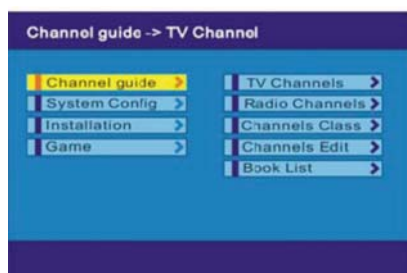 Channel guide -> TV Channel
Channel guide
System Config
Installation
Game
TV Channels
Radio Channels
Channels Class
Channels Edit
Book List